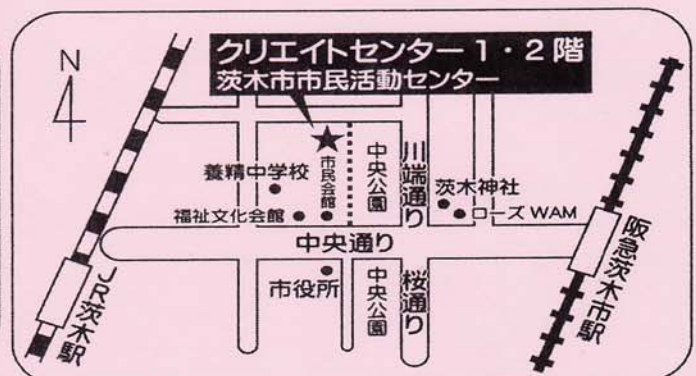 クリエイトセンター1・2階
茨木市市民活動センター
N
養精中学校
市民会館
中央公園
川端通り
茨木神社
ローズWAM
福祉文化会館
中央通り
市役所
中央公園
桜通り
JR茨木駅
阪急茨木市駅